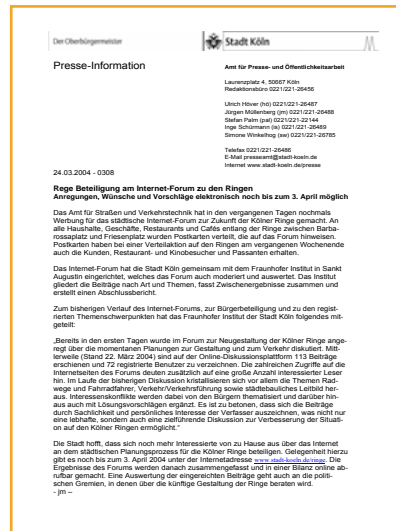 Der Oberbürgermeister
Stadt Köln
Presse-Information
Amt für Presse- und Öffentlichkeitsarbeit
Laurenzplatz 4, 50667 Köln
Redaktionsbüro 0221/221-26456
Ulrich Höver (hö) 0221/221-26487
Jürgen Müllenberg (jm) 0221/221-26488
Stefan Palm (pal) 0221/221-22144
Inge Schürmann (is) 0221/221-26489
Simone Winkelhog (sw) 0221/221-26785
Telefax 0221/221-26486
E-Mail presseamt@stadt-koeln.de
Internet www.stadt-koeln.de/presse
24.03.2004 - 0308
Rege Beteiligung am Internet-Forum zu den Ringen
Anregungen, Wünsche und Vorschläge elektronisch noch bis zum 3. April möglich
Das Amt für Straßen und Verkehrstechnik hat in den vergangenen Tagen nochmals
Werbung für das städtische Internet-Forum zur Zukunft der Kölner Ringe gemacht. An
alle Haushalte, Geschäfte, Restaurants und Cafés entlang der Ringe zwischen Barba-
rossaplatz und Friesenplatz wurden Postkarten verteilt, die auf das Forum hinweisen.
Postkarten haben bei einer Verteilaktion auf den Ringen am vergangenen Wochenende
auch die Kunden, Restaurant- und Kinobesucher und Passanten erhalten.
Das Internet-Forum hat die Stadt Köln gemeinsam mit dem Fraunhofer Institut in Sankt
Augustin eingerichtet, welches das Forum auch moderiert und auswertet. Das Institut
gliedert die Beiträge nach Art und Themen, fasst Zwischenergebnisse zusammen und
erstellt einen Abschlussbericht.
Zum bisherigen Verlauf des Internet-Forums, zur Bürgerbeteiligung und zu den regist-
rierten Themenschwerpunkten hat das Fraunhofer Institut der Stadt Köln folgendes mit-
geteilt:
„Bereits in den ersten Tagen wurde im Forum zur Neugestaltung der Kölner Ringe ange-
regt über die momentanen Planungen zur Gestaltung und zum Verkehr diskutiert. Mitt-
lerweile (Stand 22. März 2004) sind auf der Online-Diskussionsplattform 113 Beiträge
erschienen und 72 registrierte Benutzer zu verzeichnen. Die zahlreichen Zugriffe auf die
Internetseiten des Forums deuten zusätzlich auf eine große Anzahl interessierter Leser
hin. Im Laufe der bisherigen Diskussion kristallisieren sich vor allem die Themen Rad-
wege und Fahrradfahrer, Verkehr/Verkehrsführung sowie städtebauliches Leitbild her-
aus. Interessenskonflikte werden dabei von den Bürgern thematisiert und darüber hin-
aus auch mit Lösungsvorschlägen ergänzt. Es ist zu betonen, dass sich die Beiträge
durch Sachlichkeit und persönliches Interesse der Verfasser auszeichnen, was nicht nur
eine lebhafte, sondern auch eine zielführende Diskussion zur Verbesserung der Situati-
on auf den Kölner Ringen ermöglicht."
Die Stadt hofft, dass sich noch mehr Interessierte von zu Hause aus über das Internet
an dem städtischen Planungsprozess für die Kölner Ringe beteiligen. Gelegenheit hierzu
gibt es noch bis zum 3. April 2004 unter der Internetadresse www.stadt-koeln.de/ringe. Die
Ergebnisse des Forums werden danach zusammengefasst und in einer Bilanz online ab-
rufbar gemacht. Eine Auswertung der eingereichten Beiträge geht auch an die politi-
schen Gremien, in denen über die künftige Gestaltung der Ringe beraten wird.
- jm –